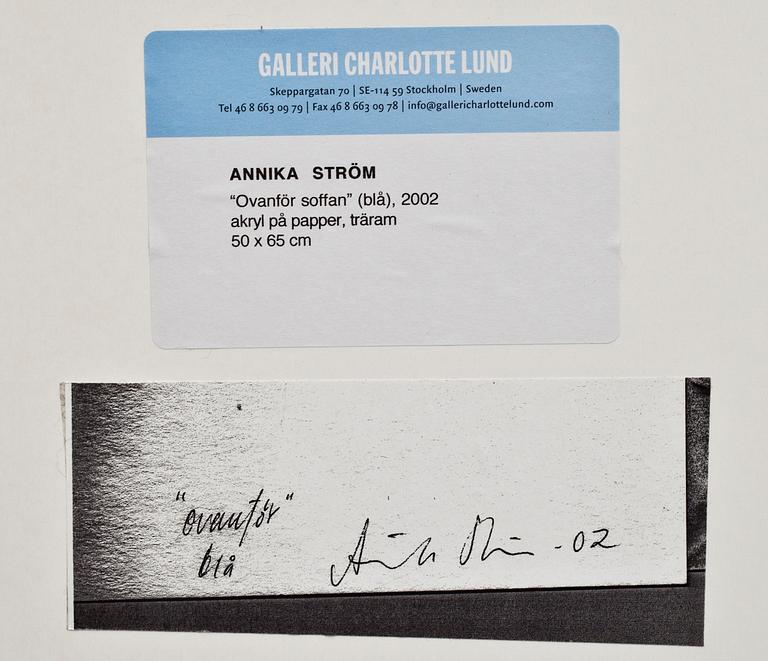 GALLERI CHARLOTTE LUND
Skeppargatan 70 | SE-114 59 Stockholm | Sweden
Tel 46 8 663 09 79 | Fax 46 8 663 09 78 | info@gallericharlottelund.com
ANNIKA STRÖM
"Ovanför soffan" (blå), 2002
akryl på papper, träram
50 x 65 cm
"ovanför"
blå
Annika Ström -02